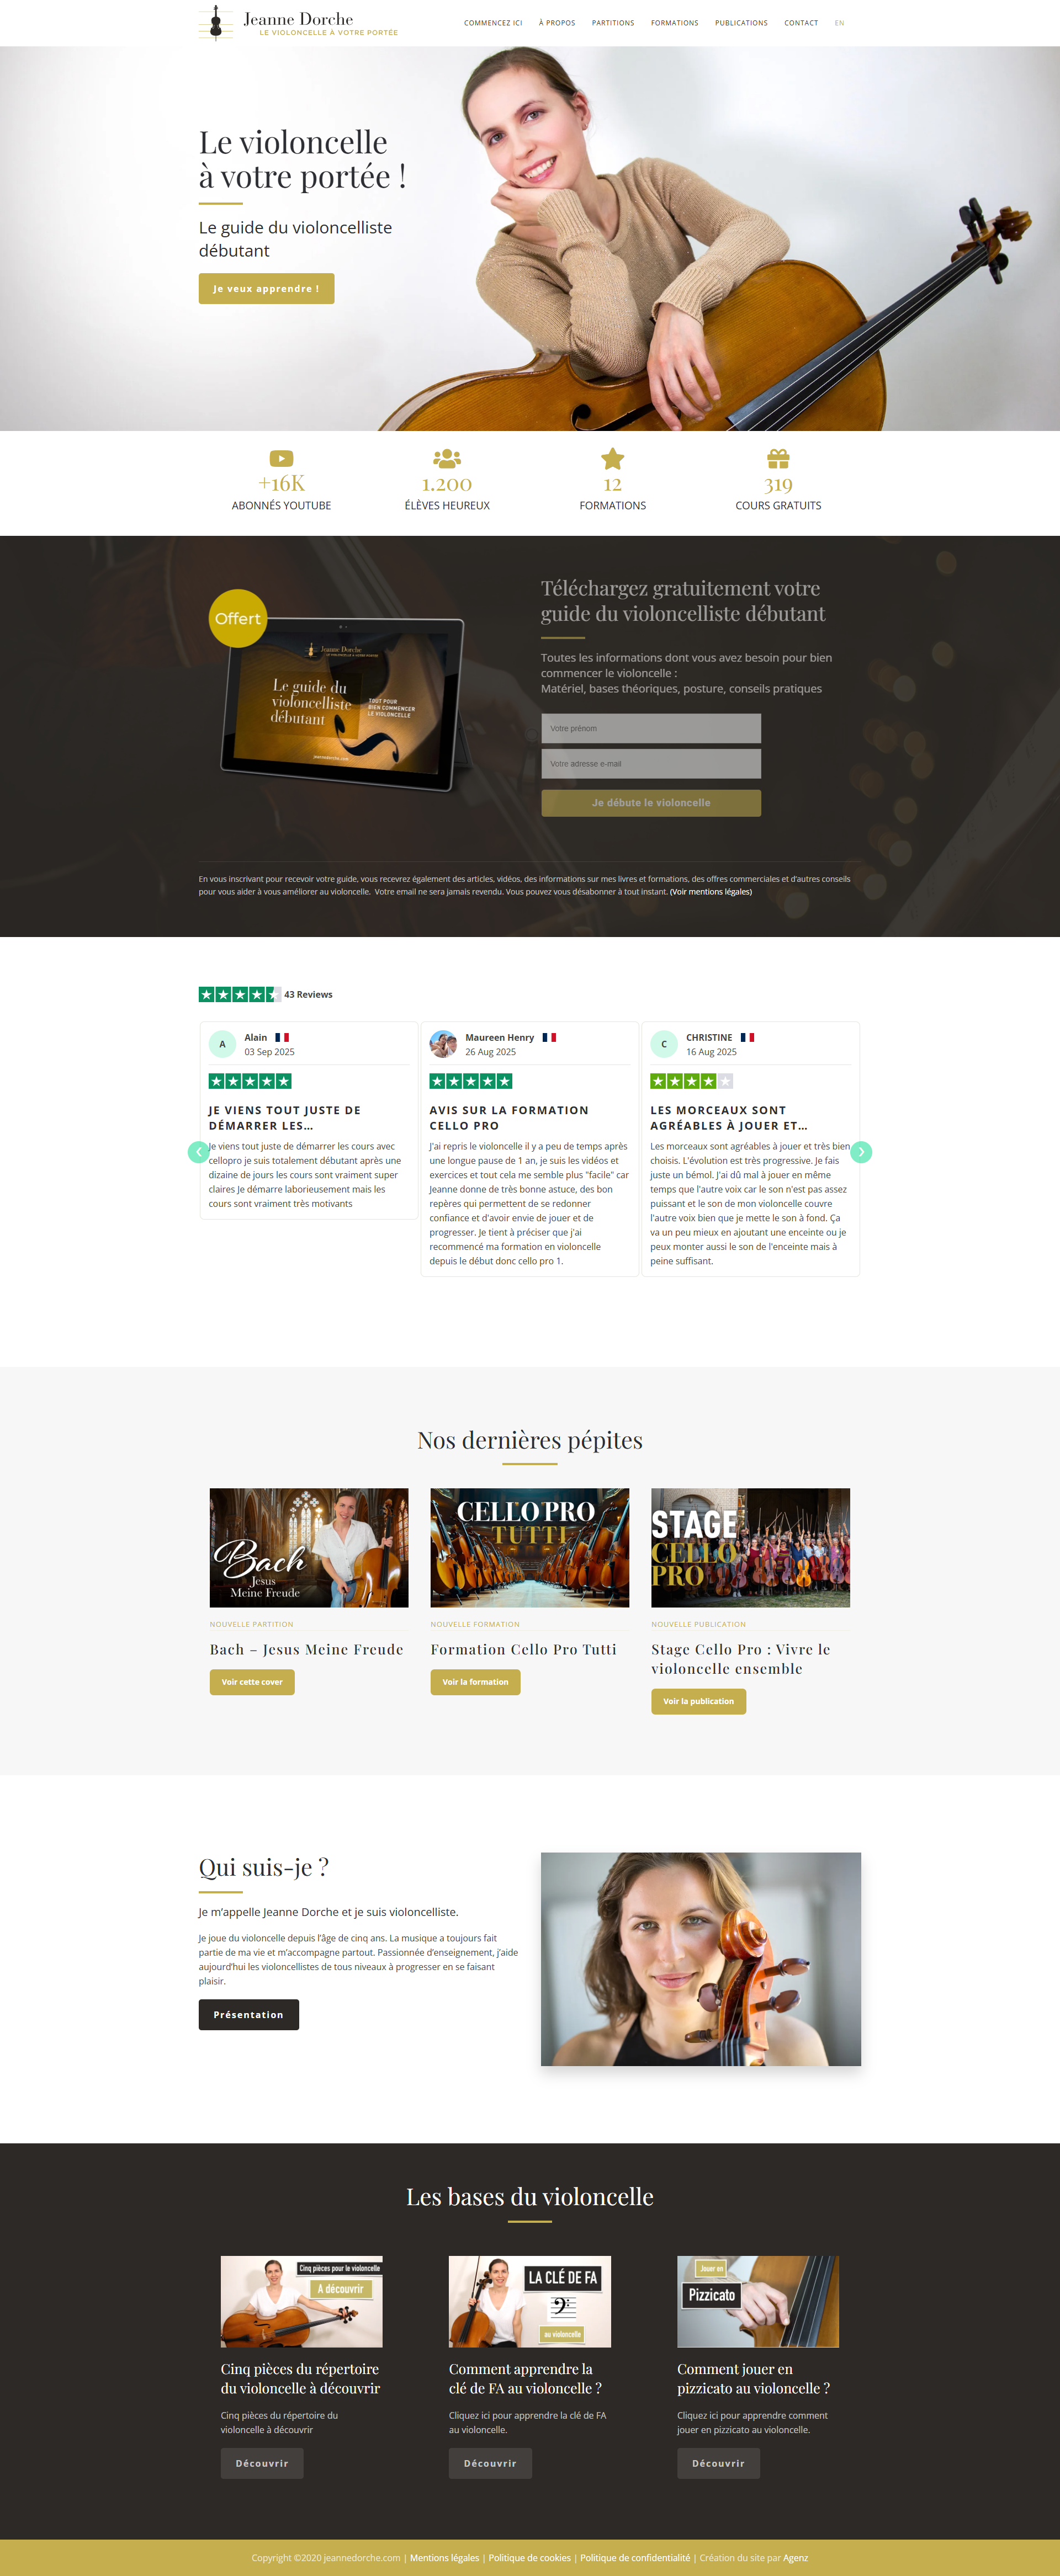 Jeanne Dorche
LE VIOLONCELLE À VOTRE PORTÉE
COMMENCEZ ICI
À PROPOS
PARTITIONS
FORMATIONS
PUBLICATIONS
CONTACT
EN
Le violoncelle
à votre portée !
Le guide du violoncelliste
débutant
Je veux apprendre !
+16K
ABONNÉS YOUTUBE
1.200
ÉLÈVES HEUREUX
12
FORMATIONS
319
COURS GRATUITS
Offert
Jeanne Dorche
LE VIOLONCELLE À VOTRE PORTÉE
Le guide du
violoncelliste
débutant
TOUT POUR
BIEN COMMENCER
LE VIOLONCELLE
jeannedorche.com
Téléchargez gratuitement votre
guide du violoncelliste débutant
Toutes les informations dont vous avez besoin pour bien
commencer le violoncelle :
Matériel, bases théoriques, posture, conseils pratiques
Votre prénom
Votre adresse e-mail
Je débute le violoncelle
En vous inscrivant pour recevoir votre guide, vous recevrez également des articles, vidéos, des informations sur mes livres et formations, des offres commerciales et d'autres conseils
pour vous aider à vous améliorer au violoncelle. Votre email ne sera jamais revendu. Vous pouvez vous désabonner à tout instant. (Voir mentions légales)
43 Reviews
A
Alain
03 Sep 2025
JE VIENS TOUT JUSTE DE
DÉMARRER LES…
Je viens tout juste de démarrer les cours avec
cellopro je suis totalement débutant après une
dizaine de jours les cours sont vraiment super
claires Je démarre laborieusement mais les
cours sont vraiment très motivants
Maureen Henry
26 Aug 2025
AVIS SUR LA FORMATION
CELLO PRO
J'ai repris le violoncelle il y a peu de temps après
une longue pause de 1 an, je suis les vidéos et
exercices et tout cela me semble plus "facile" car
Jeanne donne de très bonne astuce, des bon
repères qui permettent de se redonner
confiance et d'avoir envie de jouer et de
progresser. Je tient à préciser que j'ai
recommencé ma formation en violoncelle
depuis le début donc cello pro 1.
C
CHRISTINE
16 Aug 2025
LES MORCEAUX SONT
AGRÉABLES À JOUER ET…
Les morceaux sont agréables à jouer et très bien
choisis. L'évolution est très progressive. Je fais
juste un bémol. J'ai dû mal à jouer en même
temps que l'autre voix car le son n'est pas assez
puissant et le son de mon violoncelle couvre
l'autre voix bien que je mette le son à fond. Ça
va un peu mieux en ajoutant une enceinte ou je
peux monter aussi le son de l'enceinte mais à
peine suffisant.
Nos dernières pépites
Bach
Jesus
Meine Freude
NOUVELLE PARTITION
Bach – Jesus Meine Freude
Voir cette cover
CELLO PRO
TUTTI
NOUVELLE FORMATION
Formation Cello Pro Tutti
Voir la formation
STAGE
CELLO
PRO
NOUVELLE PUBLICATION
Stage Cello Pro : Vivre le
violoncelle ensemble
Voir la publication
Qui suis-je ?
Je m'appelle Jeanne Dorche et je suis violoncelliste.
Je joue du violoncelle depuis l'âge de cinq ans. La musique a toujours fait
partie de ma vie et m'accompagne partout. Passionnée d'enseignement, j'aide
aujourd'hui les violoncellistes de tous niveaux à progresser en se faisant
plaisir.
Présentation
Les bases du violoncelle
Cinq pièces pour le violoncelle
A découvrir
Cinq pièces du répertoire
du violoncelle à découvrir
Cinq pièces du répertoire du
violoncelle à découvrir
Découvrir
LA CLÉ DE FA
au violoncelle
Comment apprendre la
clé de FA au violoncelle ?
Cliquez ici pour apprendre la clé de FA
au violoncelle.
Découvrir
Jouer en
Pizzicato
Comment jouer en
pizzicato au violoncelle ?
Cliquez ici pour apprendre comment
jouer en pizzicato au violoncelle.
Découvrir
Copyright ©2020 jeannedorche.com | Mentions légales | Politique de cookies | Politique de confidentialité | Création du site par Agenz